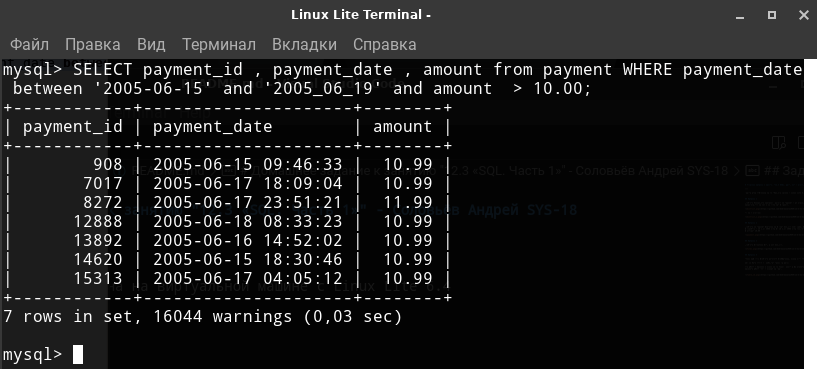 Linux Lite Terminal -
Файл Правка Вид Терминал Вкладки Справка
mysql> SELECT payment_id , payment_date , amount from payment WHERE payment_date
 between '2005-06-15' and '2005_06_19' and amount  > 10.00;
+------------+---------------------+--------+
| payment_id | payment_date        | amount |
+------------+---------------------+--------+
|        908 | 2005-06-15 09:46:33 |  10.99 |
|       7017 | 2005-06-17 18:09:04 |  10.99 |
|       8272 | 2005-06-17 23:51:21 |  11.99 |
|      12888 | 2005-06-18 08:33:23 |  10.99 |
|      13892 | 2005-06-16 14:52:02 |  10.99 |
|      14620 | 2005-06-15 18:30:46 |  10.99 |
|      15313 | 2005-06-17 04:05:12 |  10.99 |
+------------+---------------------+--------+
7 rows in set, 16044 warnings (0,03 sec)
mysql>